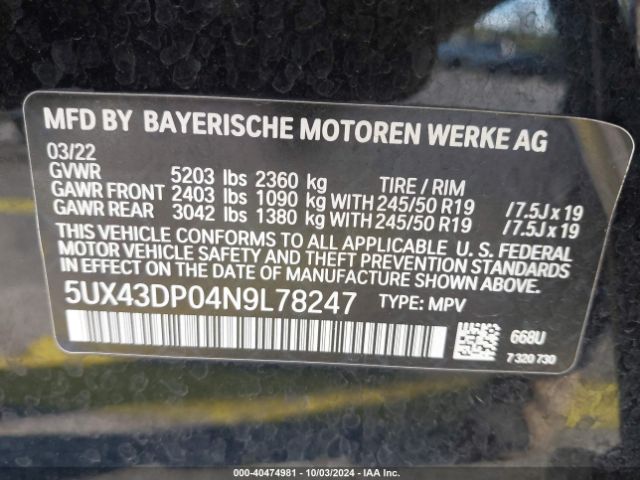 MFD BY BAYERISCHE MOTOREN WERKE AG
03/22
GVWR 5203 lbs 2360 kg TIRE / RIM
GAWR FRONT 2403 lbs 1090 kg WITH 245/50 R19 /7.5J x 19
GAWR REAR 3042 lbs 1380 kg WITH 245/50 R19 /7.5J x 19
THIS VEHICLE CONFORMS TO ALL APPLICABLE U. S. FEDERAL
MOTOR VEHICLE SAFETY AND THEFT PREVENTION STANDARDS
IN EFFECT ON THE DATE OF MANUFACTURE SHOWN ABOVE.
5UX43DP04N9L78247 TYPE: MPV
668U
7 320 730
000-40474981 - 10/03/2024 - IAA Inc.